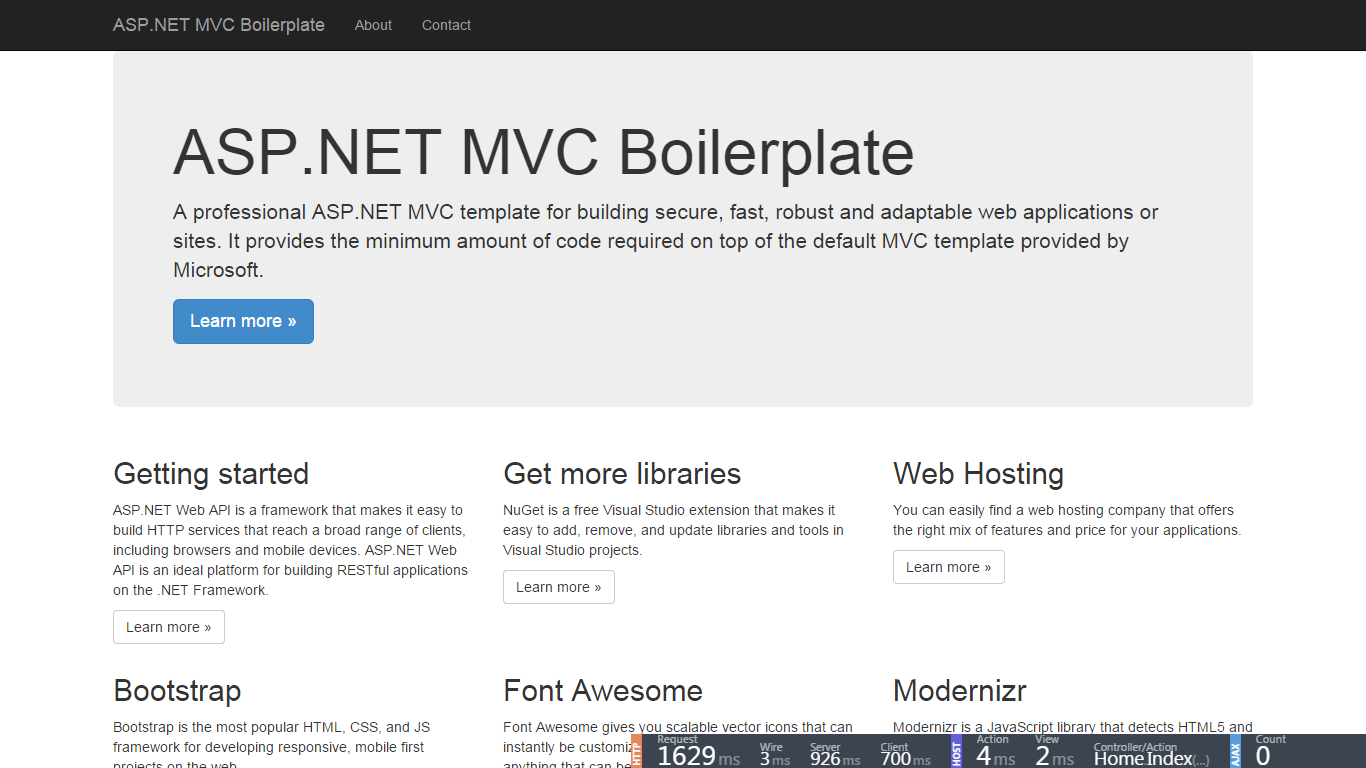 ASP.NET MVC Boilerplate About Contact
ASP.NET MVC Boilerplate
A professional ASP.NET MVC template for building secure, fast, robust and adaptable web applications or
sites. It provides the minimum amount of code required on top of the default MVC template provided by
Microsoft.
Learn more »
Getting started
ASP.NET Web API is a framework that makes it easy to
build HTTP services that reach a broad range of clients,
including browsers and mobile devices. ASP.NET Web
API is an ideal platform for building RESTful applications
on the .NET Framework.
Learn more »
Get more libraries
NuGet is a free Visual Studio extension that makes it
easy to add, remove, and update libraries and tools in
Visual Studio projects.
Learn more »
Web Hosting
You can easily find a web hosting company that offers
the right mix of features and price for your applications.
Learn more »
Bootstrap
Bootstrap is the most popular HTML, CSS, and JS
framework for developing responsive, mobile first
projects on the web
Font Awesome
Font Awesome gives you scalable vector icons that can
instantly be
anything that can be
Modernizr
Modernizr is a JavaScript library that detects HTML5 and
HTTP
Request
1629 ms
Wire
3 ms
Server
926 ms
Client
700 ms
HOST
Action
4 ms
View
2 ms
Controller/Action
Home.Index(...)
AJAX
Count
0